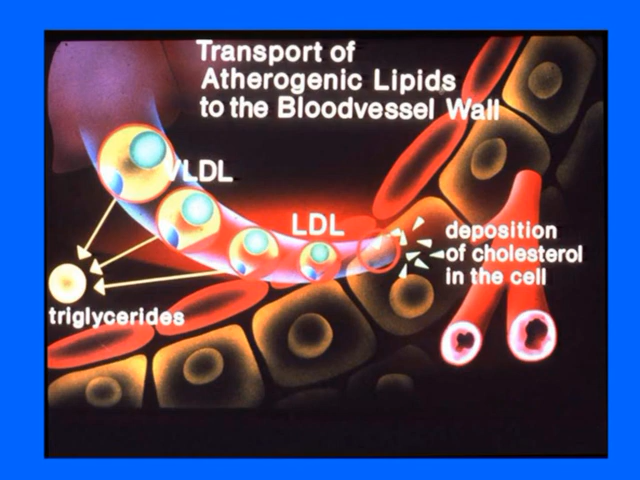 Transport of
Atherogenic Lipids
to the Bloodvessel Wall
VLDL
LDL
deposition
of cholesterol
in the cell
triglycerides